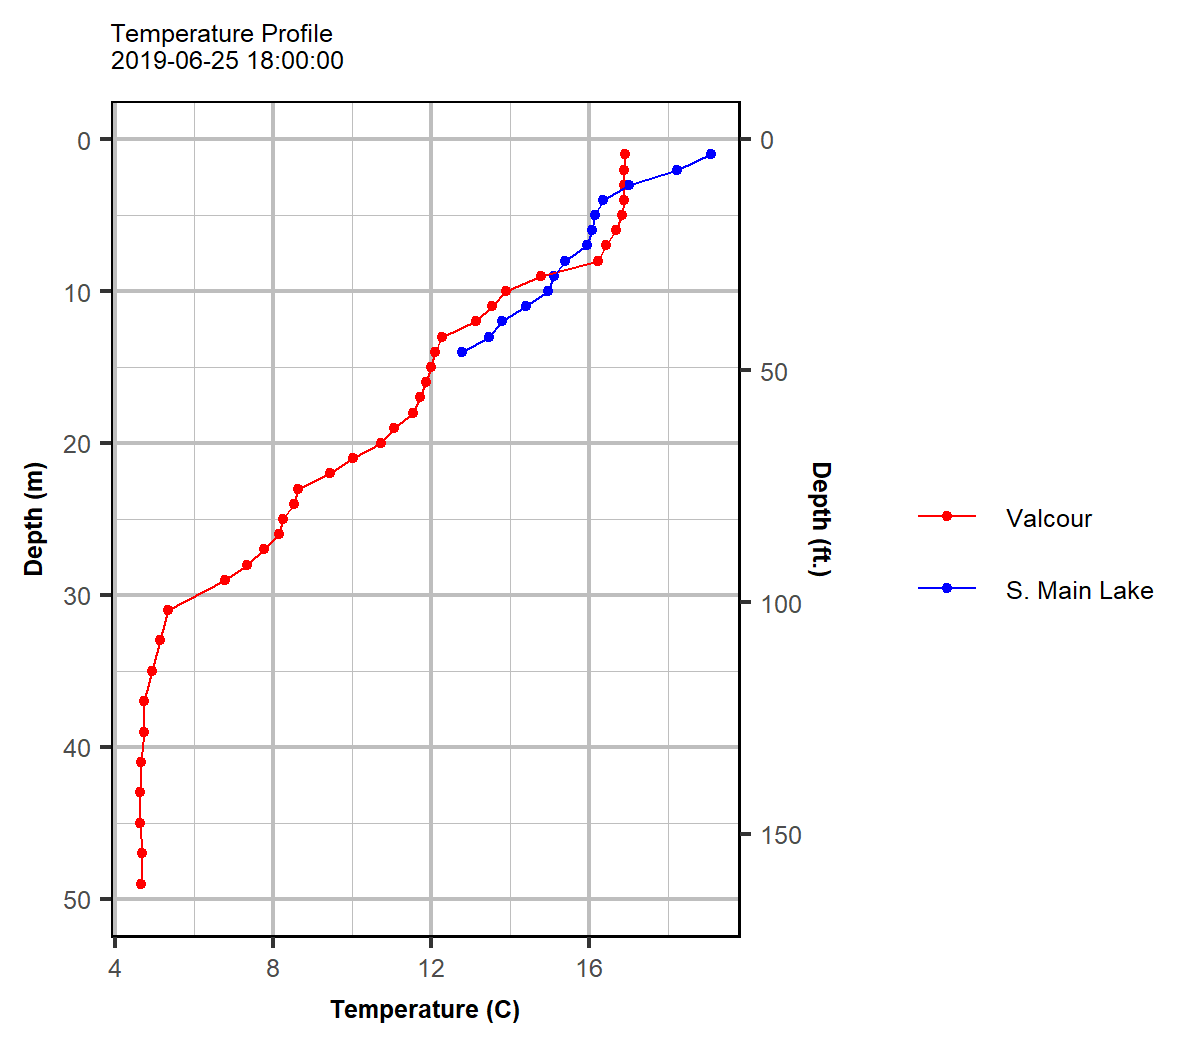 Temperature Profile
2019-06-25 18:00:00
0
10
20
30
40
50
Depth (m)
0
50
100
150
Depth (ft.)
4 8 12 16
Temperature (C)
Valcour
S. Main Lake